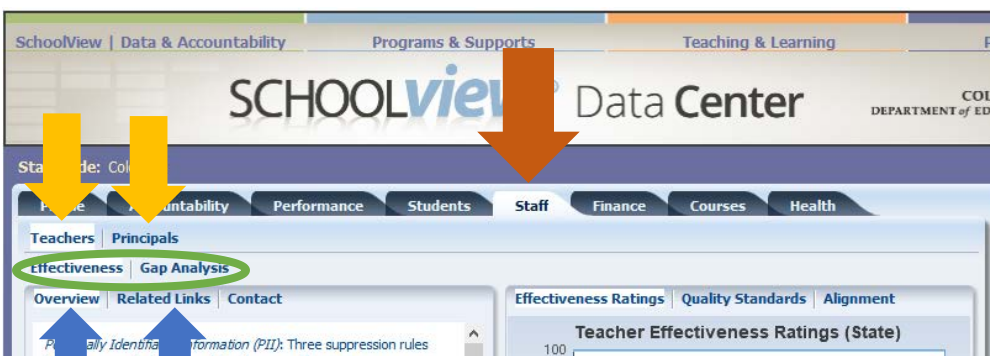 SchoolView | Data & Accountability Programs & Supports Teaching & Learning
SCHOOLview Data Center
DEPARTMENT of ED
Performance Students Staff Finance Courses Health
Teachers | Principals
Effectiveness | Gap Analysis
Overview | Related Links | Contact
Effectiveness Ratings | Quality Standards | Alignment
(PII): Three suppression rules
Teacher Effectiveness Ratings (State)
100